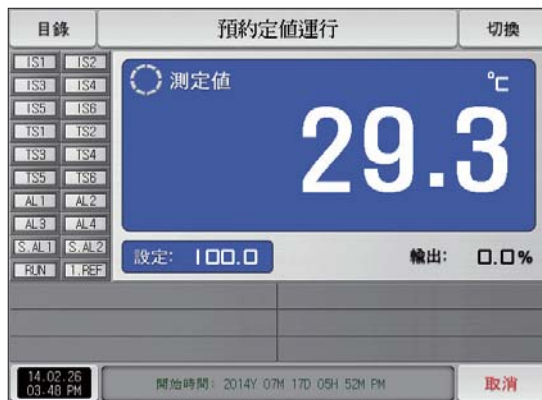 目錄
預約定值運行
切換
IS1 IS2
IS3 IS4
IS5 IS6
TS1 TS2
TS3 TS4
TS5 TS6
AL1 AL2
AL3 AL4
S.AL1 S.AL2
RUN 1.REF
測定值
℃
29.3
設定: 100.0
輸出: 0.0%
14.02.26
03.48 PM
開始時間: 2014Y 07M 17D 05H 52M PM
取消